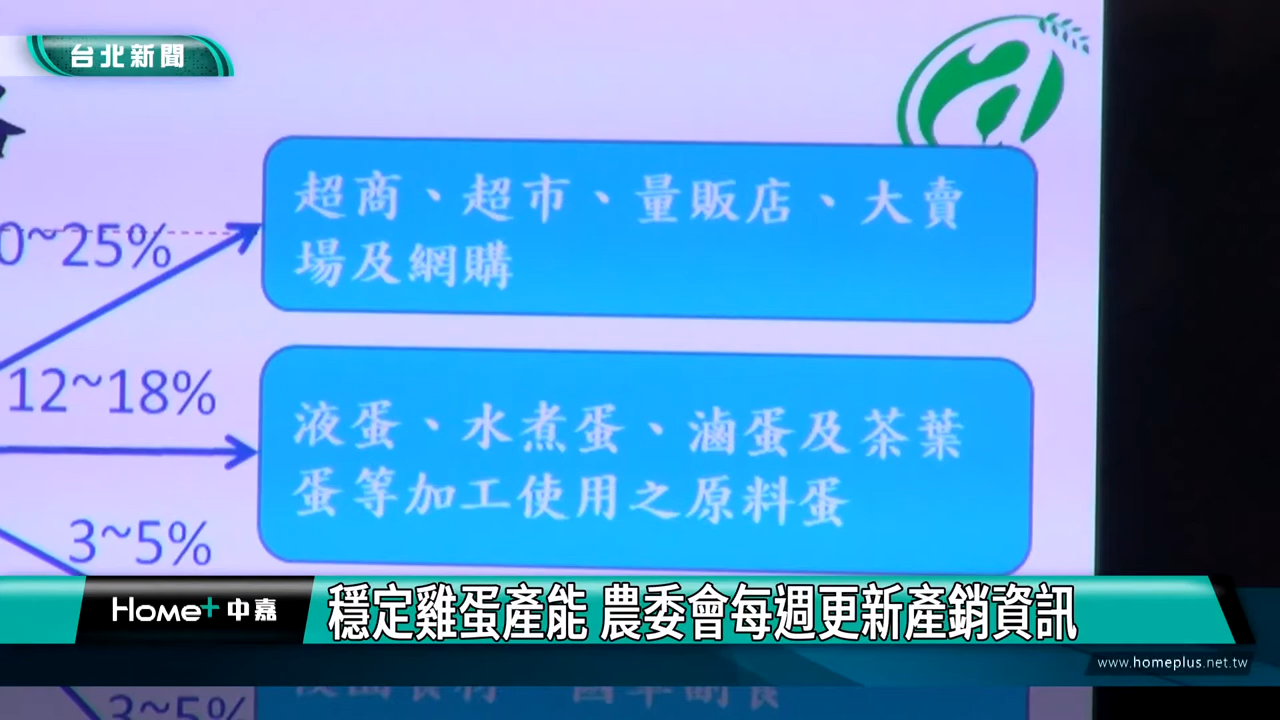 台北新聞
超商、超市、量販店、大賣
場及網購
0~25%
12~18%
液蛋、水煮蛋、滷蛋及茶葉
蛋等加工使用之原料蛋
3~5%
Home+中嘉
穩定雞蛋產能 農委會每週更新產銷資訊
www.homeplus.net.tw
3~5%